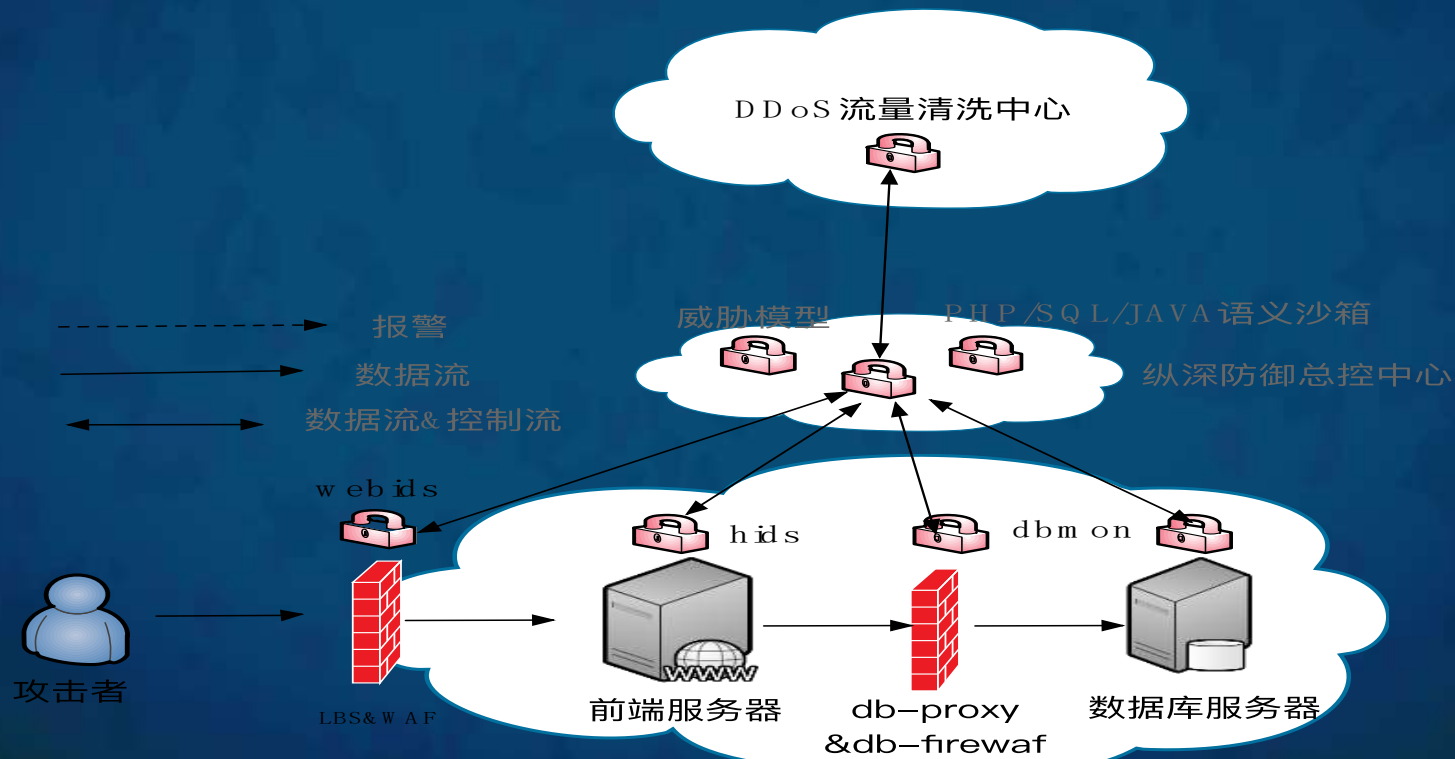 DDoS流量清洗中心
报警
威胁模型
PHP/SQL/JAVA语义沙箱
数据流
纵深防御总控中心
数据流&控制流
webids
hids
dbmon
攻击者
LBS&WAF
前端服务器
WWW
db-proxy
&db-firewaf
数据库服务器